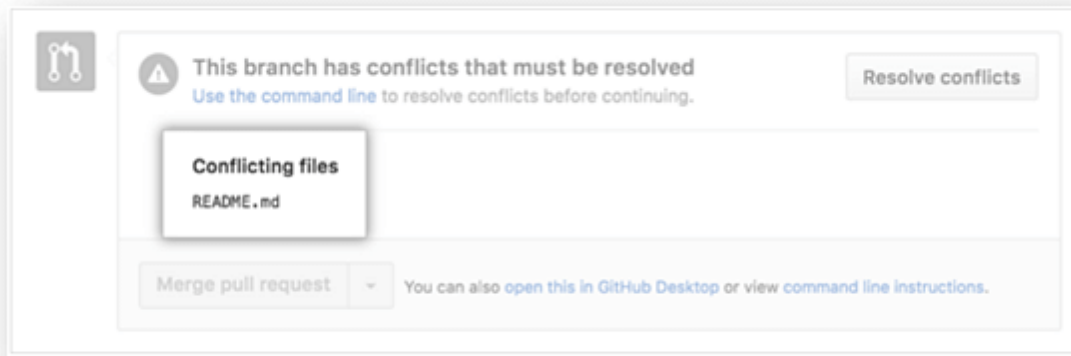 This branch has conflicts that must be resolved
Use the command line to resolve conflicts before continuing.
Resolve conflicts
Conflicting files
README.md
Merge pull request
You can also open this in GitHub Desktop or view command line instructions.